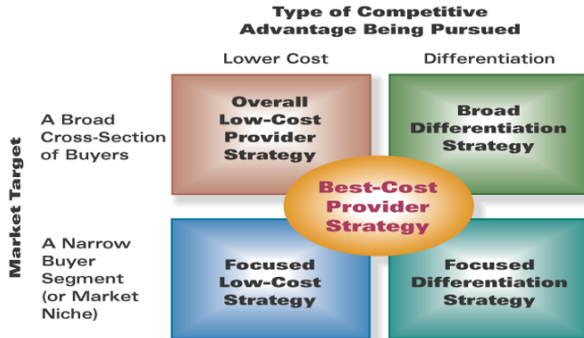 Type of Competitive
Advantage Being Pursued
Lower Cost
Differentiation
Market Target
A Broad
Cross-Section
of Buyers
Overall
Low-Cost
Provider
Strategy
Broad
Differentiation
Strategy
Best-Cost
Provider
Strategy
A Narrow
Buyer
Segment
(or Market
Niche)
Focused
Low-Cost
Strategy
Focused
Differentiation
Strategy